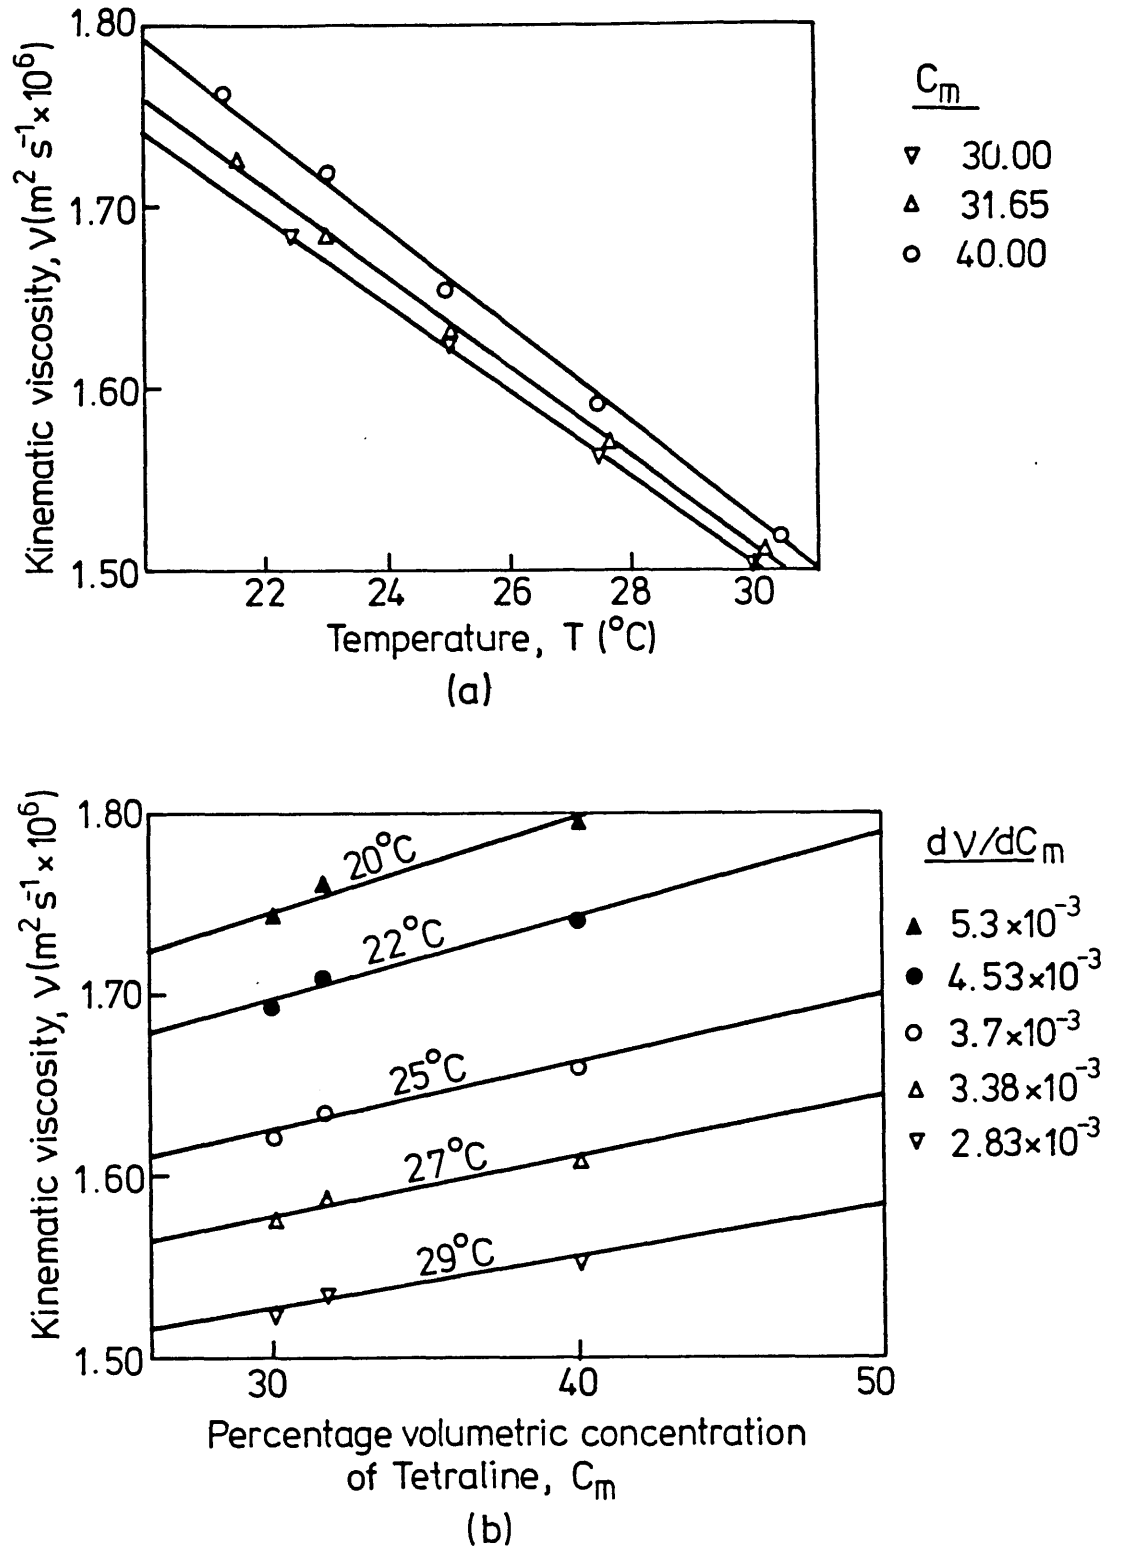 1.80
1.70
1.60
1.50
Kinematic viscosity, ν(m² s⁻¹×10⁶)
22 24 26 28 30
Temperature, T (°C)
(a)
Cm
▽ 30.00
△ 31.65
○ 40.00
1.80
1.70
1.60
1.50
Kinematic viscosity, ν(m² s⁻¹×10⁶)
20°C
22°C
25°C
27°C
29°C
30 40 50
Percentage volumetric concentration
of Tetraline, Cm
(b)
dν/dCm
▲ 5.3×10⁻³
● 4.53×10⁻³
○ 3.7×10⁻³
△ 3.38×10⁻³
▽ 2.83×10⁻³